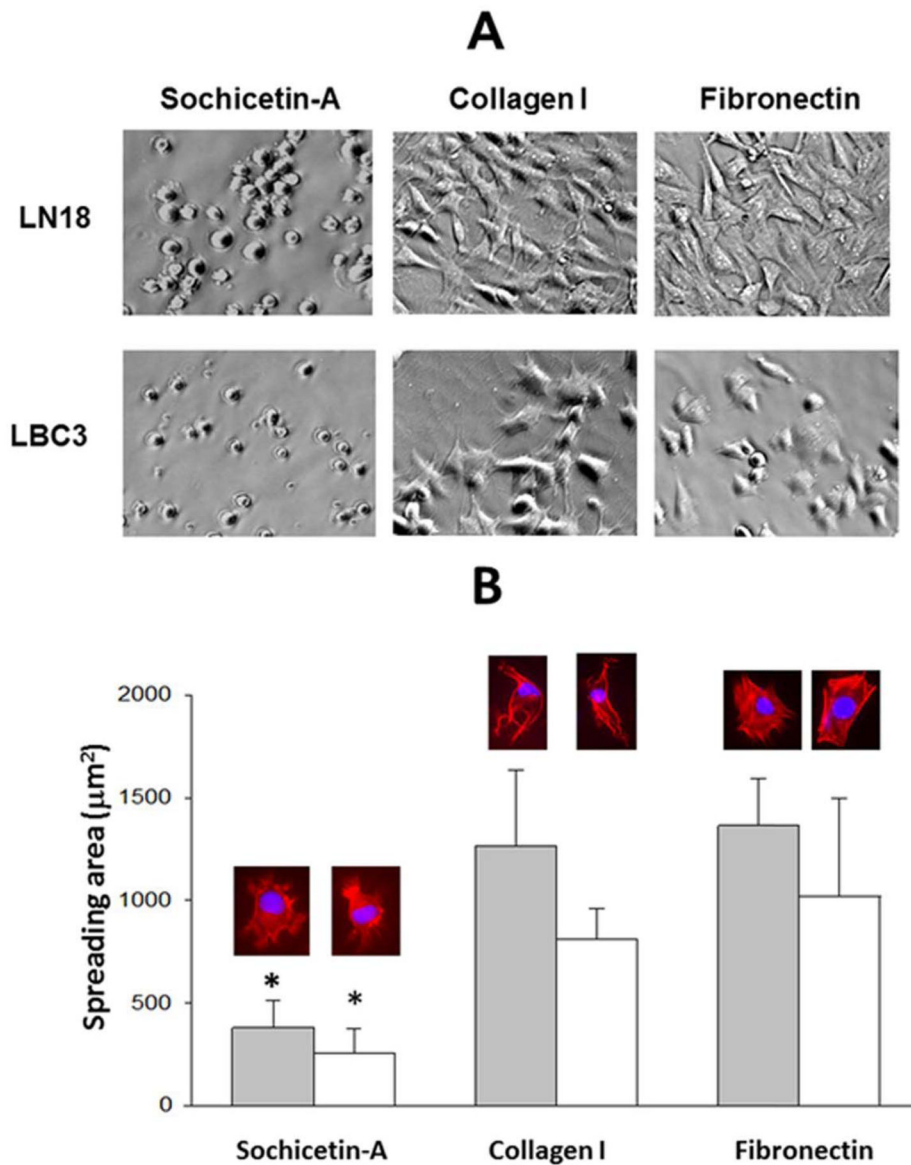 A
Sochicetin-A Collagen I Fibronectin
LN18
LBC3
B
Spreading area (μm²)
2000
1500
1000
500
0
* *
Sochicetin-A Collagen I Fibronectin